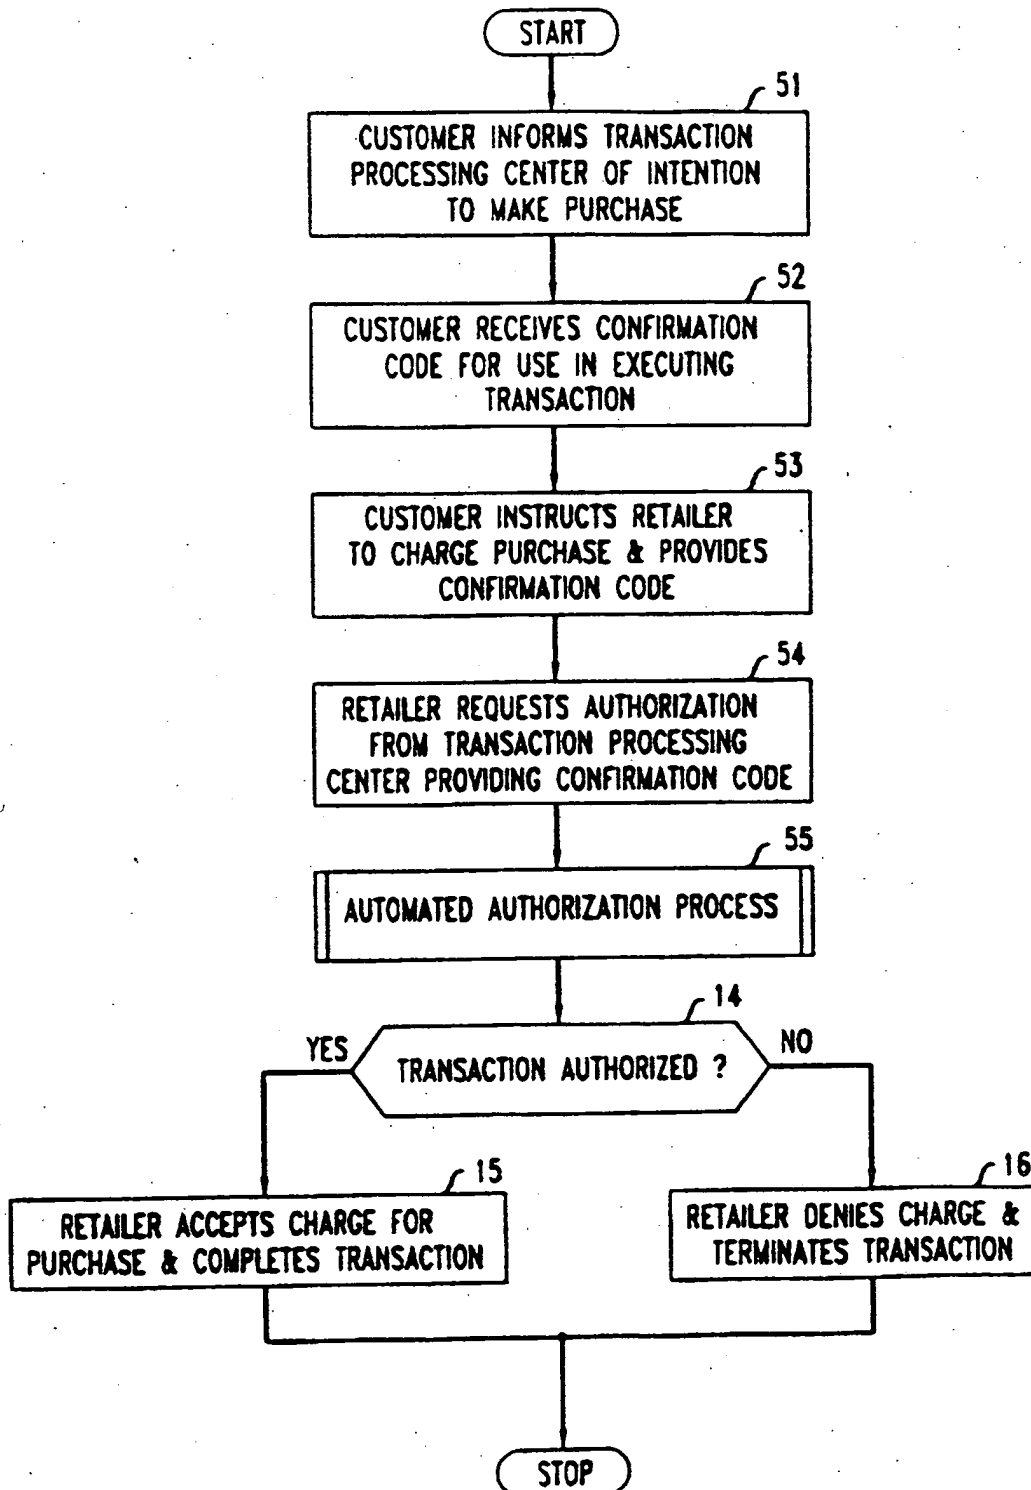 START
51
CUSTOMER INFORMS TRANSACTION
PROCESSING CENTER OF INTENTION
TO MAKE PURCHASE
52
CUSTOMER RECEIVES CONFIRMATION
CODE FOR USE IN EXECUTING
TRANSACTION
53
CUSTOMER INSTRUCTS RETAILER
TO CHARGE PURCHASE & PROVIDES
CONFIRMATION CODE
54
RETAILER REQUESTS AUTHORIZATION
FROM TRANSACTION PROCESSING
CENTER PROVIDING CONFIRMATION CODE
55
AUTOMATED AUTHORIZATION PROCESS
14
YES
TRANSACTION AUTHORIZED ?
NO
15
RETAILER ACCEPTS CHARGE FOR
PURCHASE & COMPLETES TRANSACTION
16
RETAILER DENIES CHARGE &
TERMINATES TRANSACTION
STOP